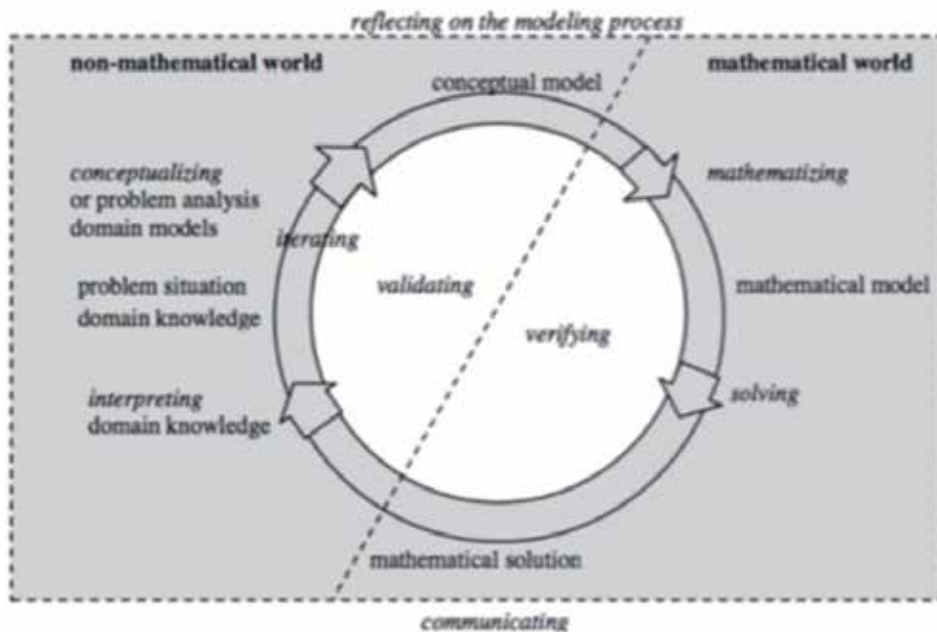 reflecting on the modeling process
non-mathematical world
mathematical world
conceptual model
conceptualizing
or problem analysis
domain models
mathematizing
iterating
problem situation
domain knowledge
validating
mathematical model
verifying
interpreting
domain knowledge
solving
mathematical solution
communicating